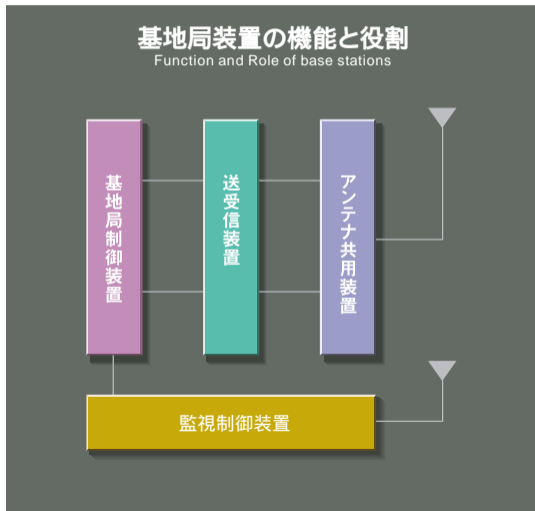 基地局装置の機能と役割
Function and Role of base stations
基地局制御装置
送受信装置
アンテナ共用装置
監視制御装置